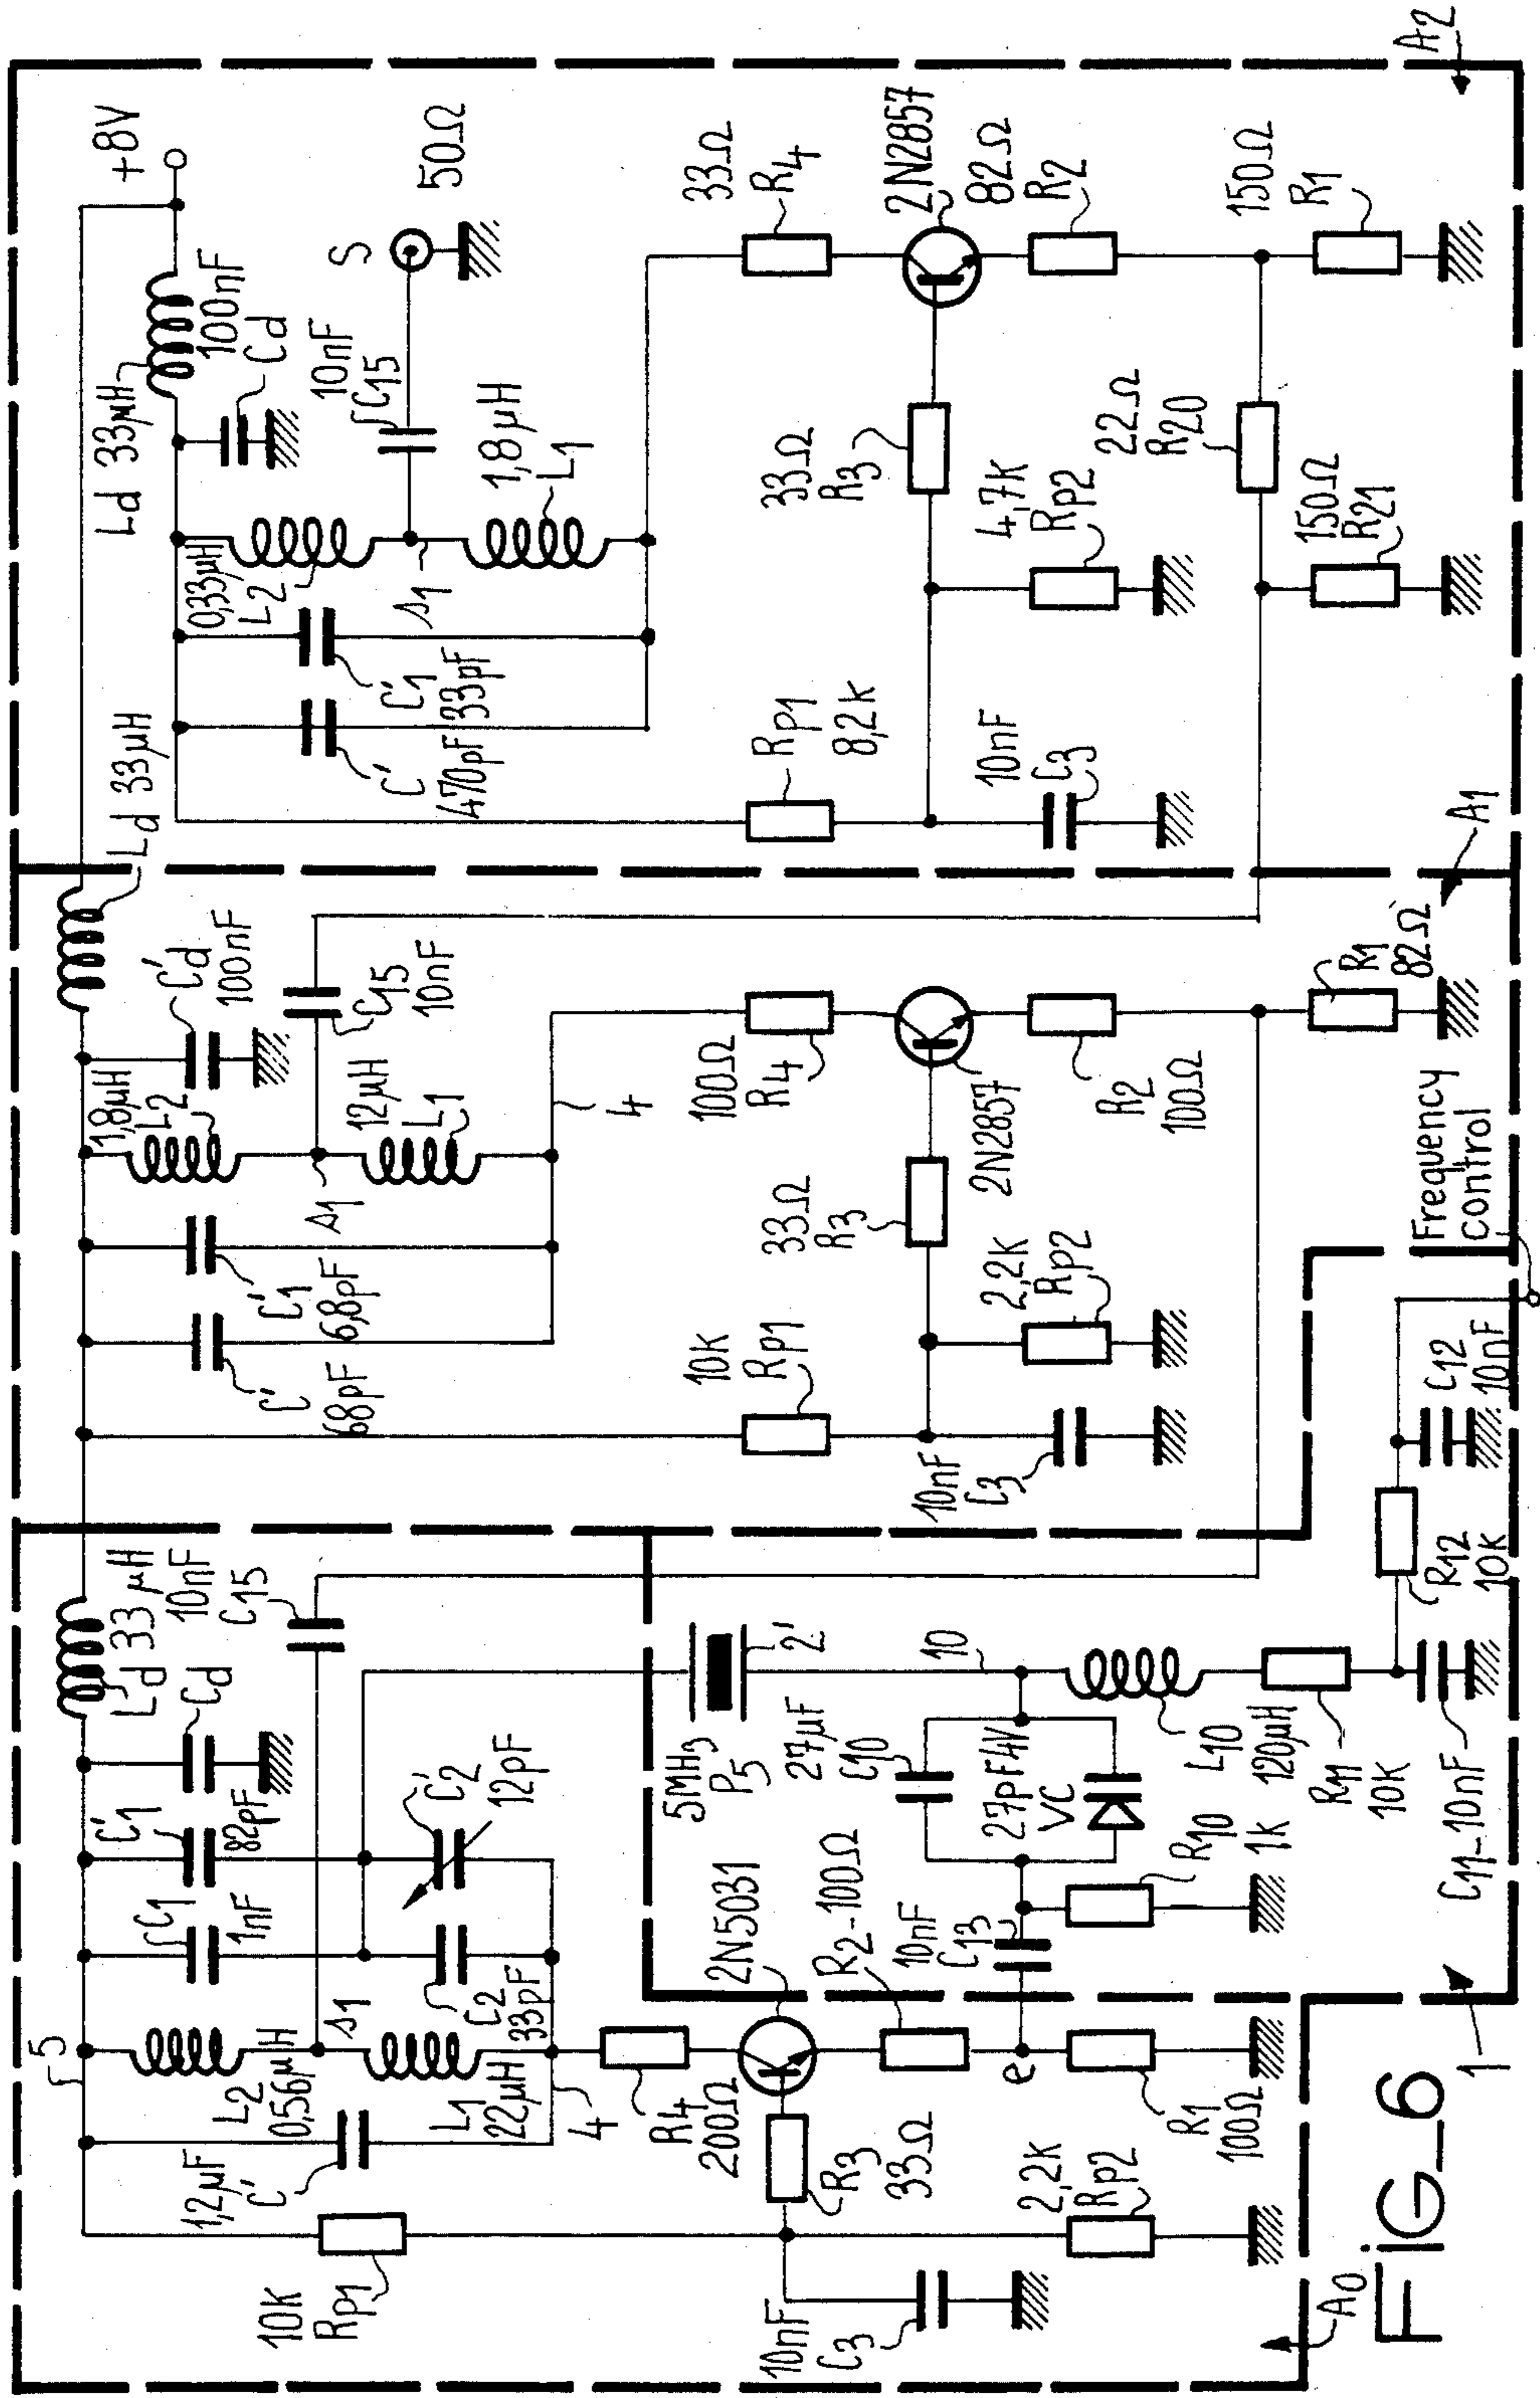 A2
+8V
50Ω
S
100nF
Cd
33µH
Ld
10nF
C15
1,8µH
L1
0,33µH
L2
s1
C'1
33pF
C'
470pF
33Ω
R4
2N2857
82Ω
R2
150Ω
R1
33Ω
R3
22Ω
R20
4,7k
Rp2
150Ω
R21
Rp1
8,2k
10nF
C3
A1
Ld 33µH
C'd
100nF
C15
10nF
1,8µH
L2
12µH
L1
s1
4
C'1
6,8pF
C'
68pF
100Ω
R4
2N2857
R2
100Ω
R1
82Ω
33Ω
R3
2,2k
Rp2
10K
Rp1
10nF
C3
Frequency
control
C12
10nF
R12
10K
Ld 33 µH
10nF
C15
Cd
C'1
82pF
C'2
12pF
C1
1nF
5
s1
C2
33pF
L2
0,56µH
L1
22µH
4
1,2µF
C'
10K
Rp1
R4
200Ω
2N5031
R2-100Ω
R3
33Ω
10nF
C3
2,2k
Rp2
R1
100Ω
e
10nF
C13
R10
1k
5MHz
P5
2'
10
27µF
C10
27pF4V
VC
L10
120µH
R11
10K
C11-10nF
1
A0
FiG_6